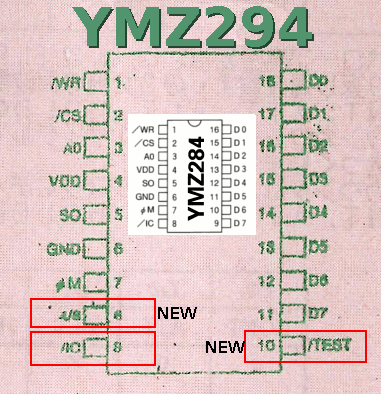 YMZ294
/WR 1 18 D0
/CS 2 17 D1
A0 3 16 D2
VDD 4 15 D3
SO 5 14 D4
GND 6 13 D5
φM 7 12 D6
4/6 8 NEW 11 D7
/IC 9 NEW 10 /TEST
YMZ284
/WR 1 16 D0
/CS 2 15 D1
A0 3 14 D2
VDD 4 13 D3
SO 5 12 D4
GND 6 11 D5
φM 7 10 D6
/IC 8 9 D7